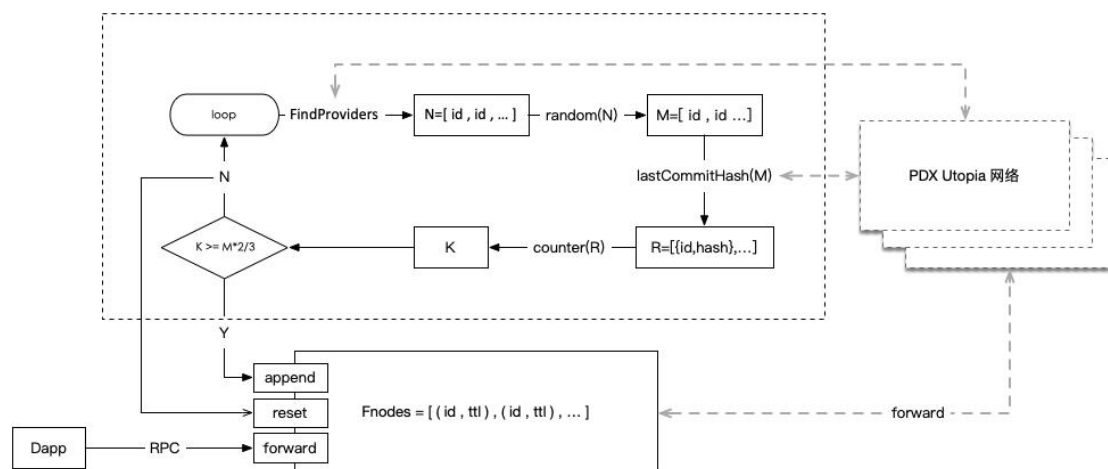 loop
FindProviders
N=[ id , id , ... ]
random(N)
M=[ id , id ...]
PDX Utopia 网络
lastCommitHash(M)
N
K >= M*2/3
K
counter(R)
R=[{id,hash},...]
Y
append
reset
Fnodes = [ ( id , ttl ) , ( id , ttl ) , ... ]
forward
Dapp
RPC
forward